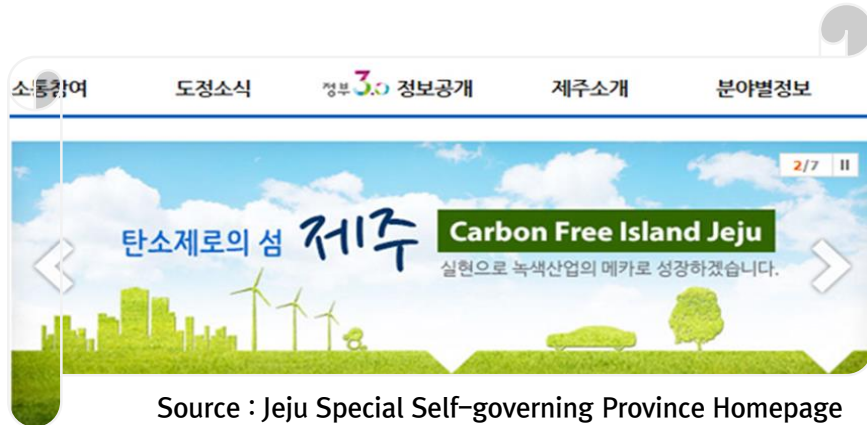 소통참여 도정소식 정부3.0 정보공개 제주소개 분야별정보
2/7
탄소제로의 섬 제주 Carbon Free Island Jeju
실현으로 녹색산업의 메카로 성장하겠습니다.
Source : Jeju Special Self-governing Province Homepage